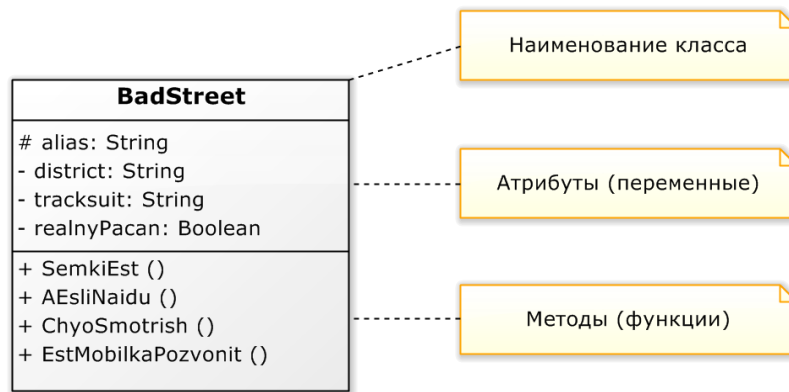 Наименование класса
BadStreet
# alias: String
- district: String
- tracksuit: String
- realnyPacan: Boolean
Атрибуты (переменные)
+ SemkiEst ()
+ AEsliNaidu ()
+ ChyoSmotrish ()
+ EstMobilkaPozvonit ()
Методы (функции)